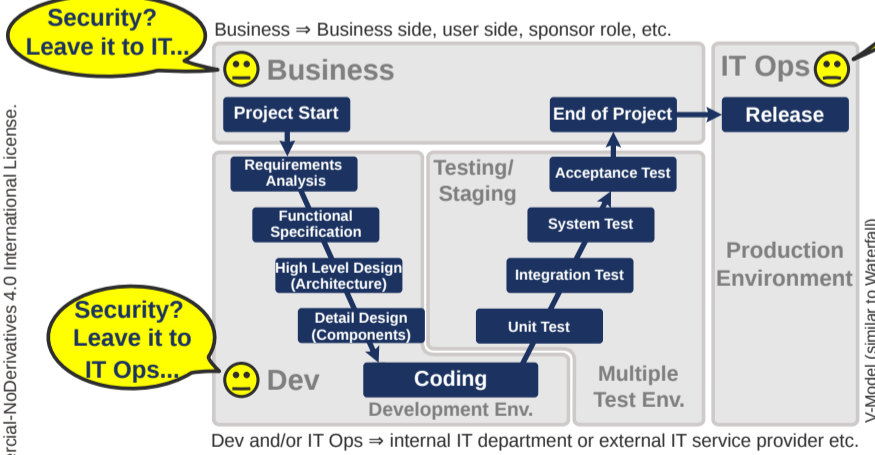 Security?
Leave it to IT...
Business ⇒ Business side, user side, sponsor role, etc.
Business
IT Ops
Project Start
End of Project
Release
Requirements
Analysis
Testing/
Staging
Acceptance Test
Functional
Specification
System Test
High Level Design
(Architecture)
Integration Test
Production
Environment
Detail Design
(Components)
Unit Test
Security?
Leave it to
IT Ops...
Dev
Coding
Development Env.
Multiple
Test Env.
Dev and/or IT Ops ⇒ internal IT department or external IT service provider etc.
ercial-NoDerivatives 4.0 International License.
V-Model (similar to Waterfall)